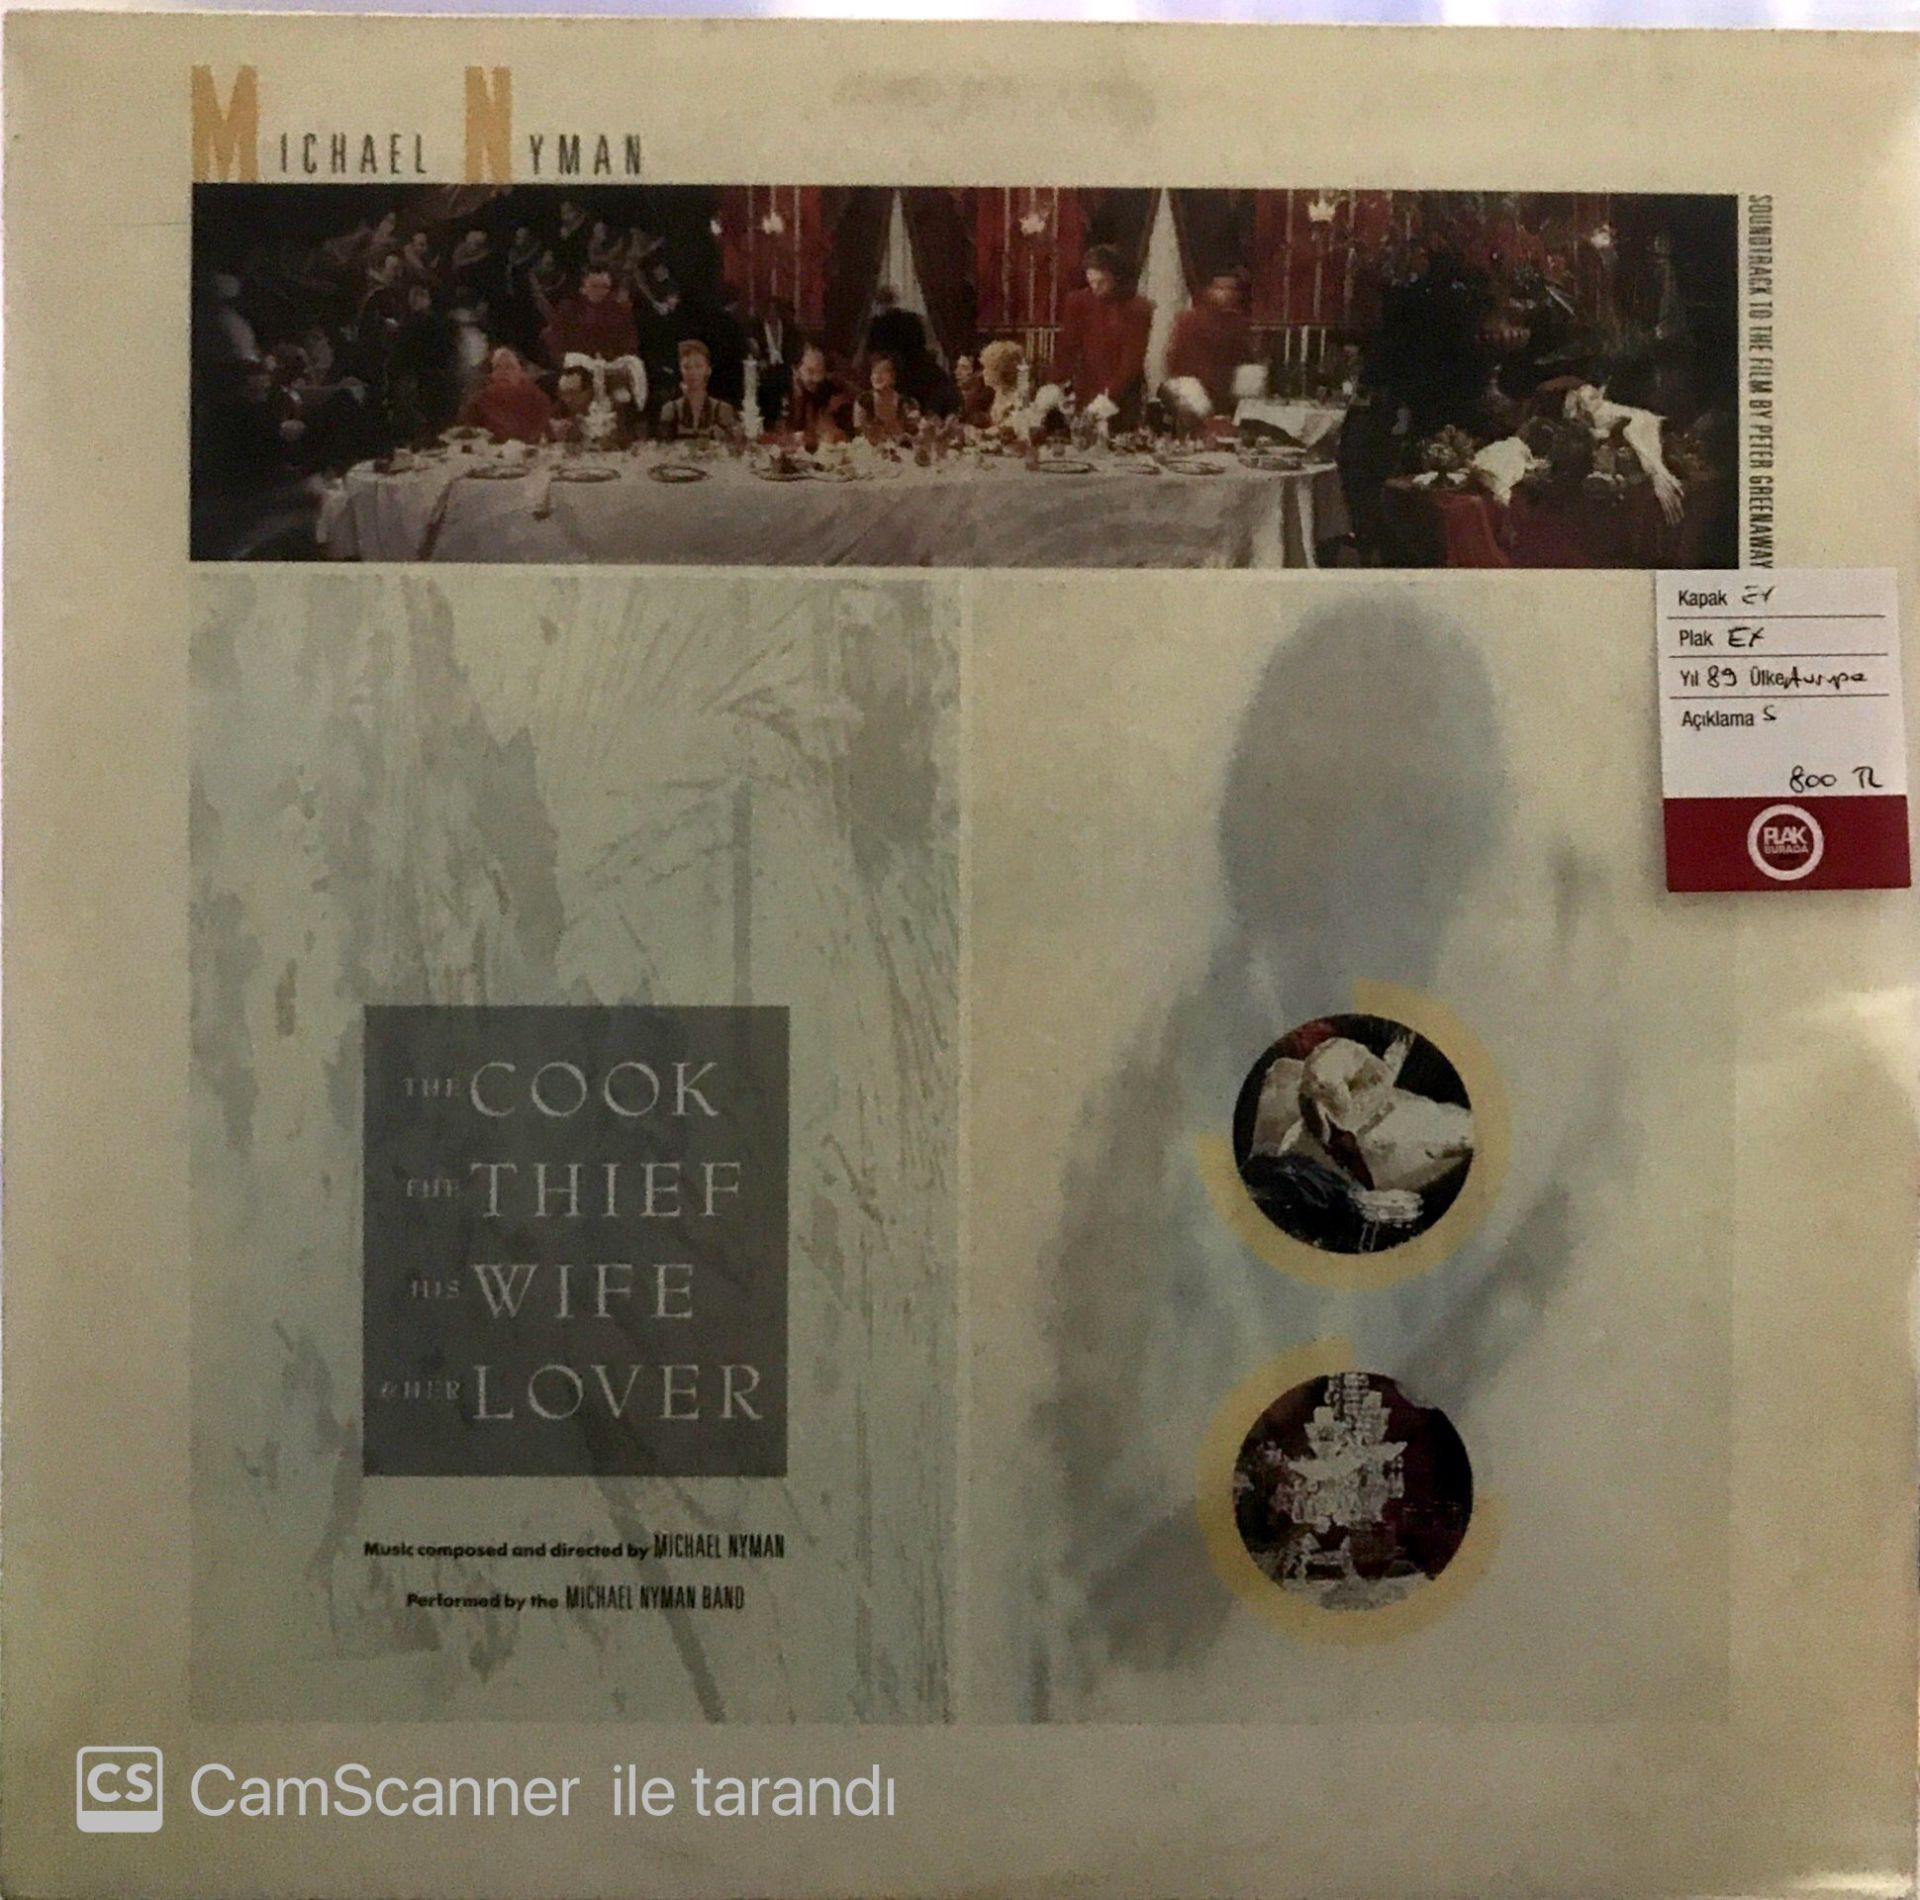 MICHAEL NYMAN
SOUNDTRACK TO THE FILM BY PETER GREENAWAY
Kapak EX
Plak EX
Yıl 89 Ülke Avrupa
Açıklama S
800 TL
PLAK
BURADA
THE COOK
THE THIEF
HIS WIFE
& HER LOVER
Music composed and directed by MICHAEL NYMAN
Performed by the MICHAEL NYMAN BAND
CS CamScanner ile tarandı